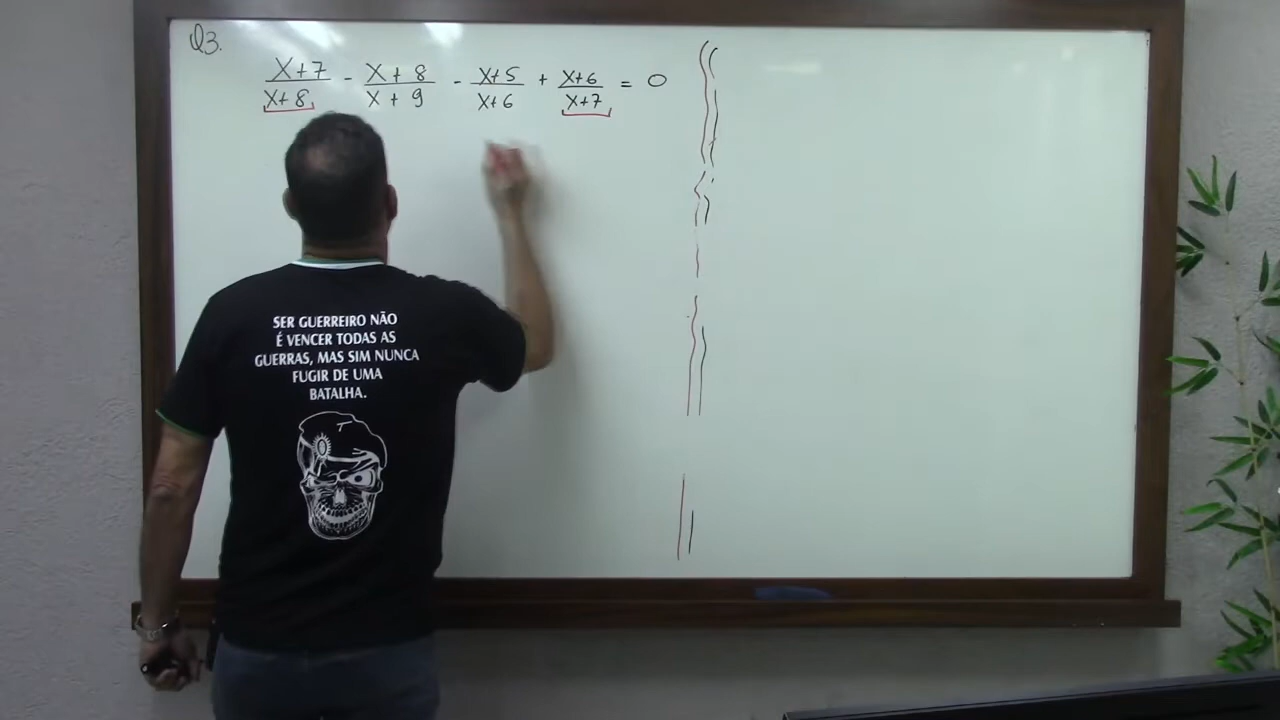 Q3.
x+7/x+8 - x+8/x+9 - x+5/x+6 + x+6/x+7 = 0
SER GUERREIRO NÃO
É VENCER TODAS AS
GUERRAS, MAS SIM NUNCA
FUGIR DE UMA
BATALHA.